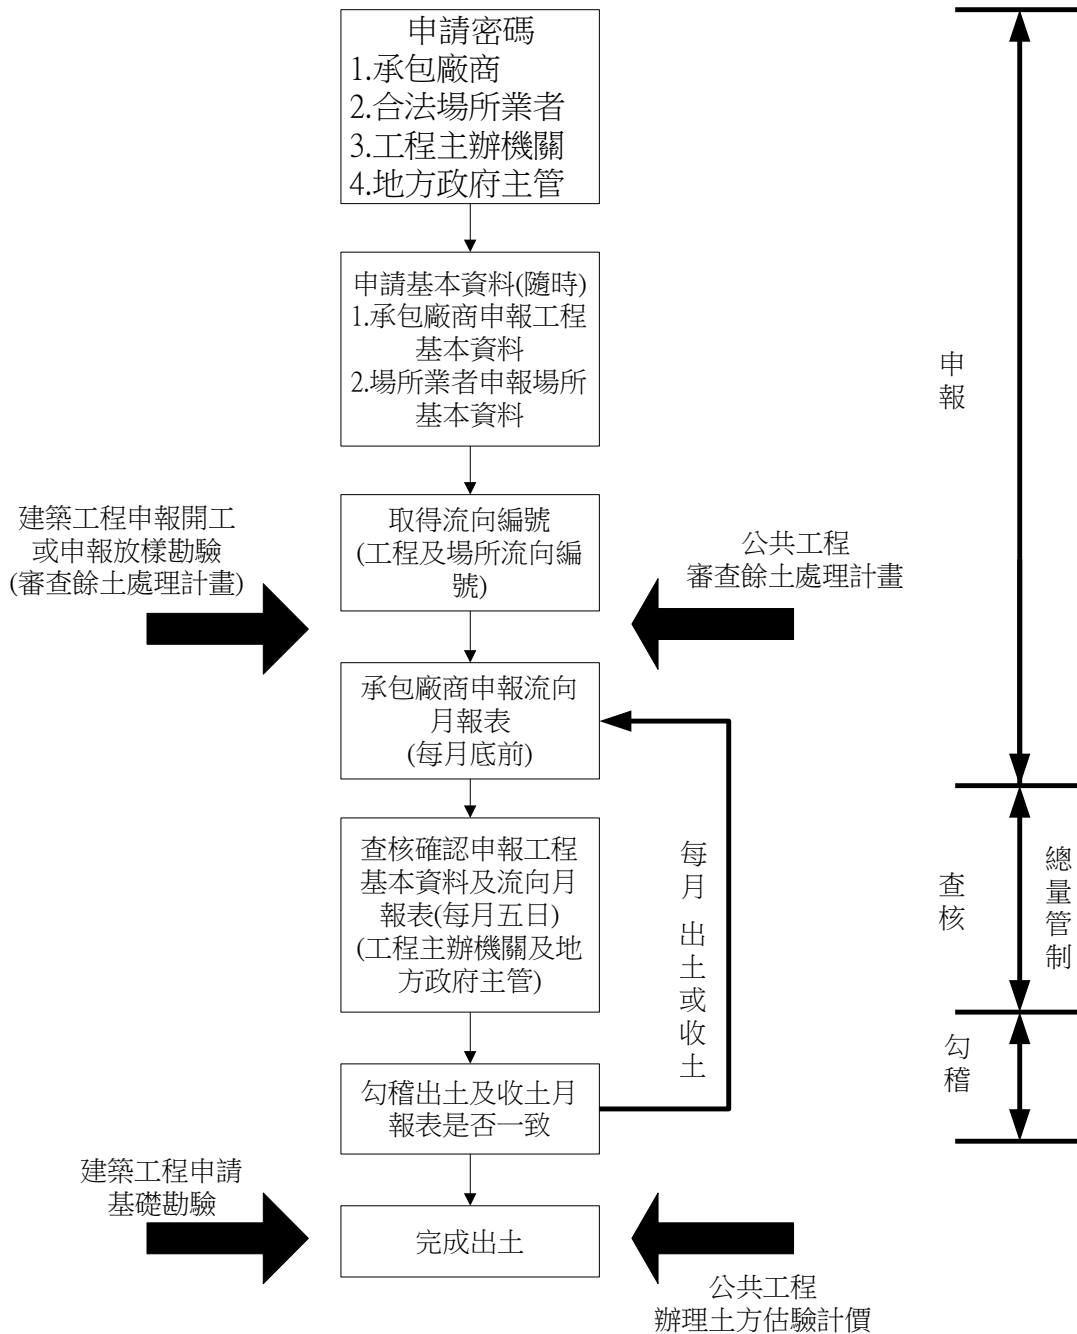 申請密碼
1.承包廠商
2.合法場所業者
3.工程主辦機關
4.地方政府主管
申請基本資料(隨時)
1.承包廠商申報工程
基本資料
2.場所業者申報場所
基本資料
申
報
建築工程申報開工
或申報放樣勘驗
(審查餘土處理計畫)
取得流向編號
(工程及場所流向編
號)
公共工程
審查餘土處理計畫
承包廠商申報流向
月報表
(每月底前)
查核確認申報工程
基本資料及流向月
報表(每月五日)
(工程主辦機關及地
方政府主管)
每月 出土或收土
查
核
總
量
管
制
勾稽出土及收土月
報表是否一致
勾
稽
建築工程申請
基礎勘驗
完成出土
公共工程
辦理土方估驗計價